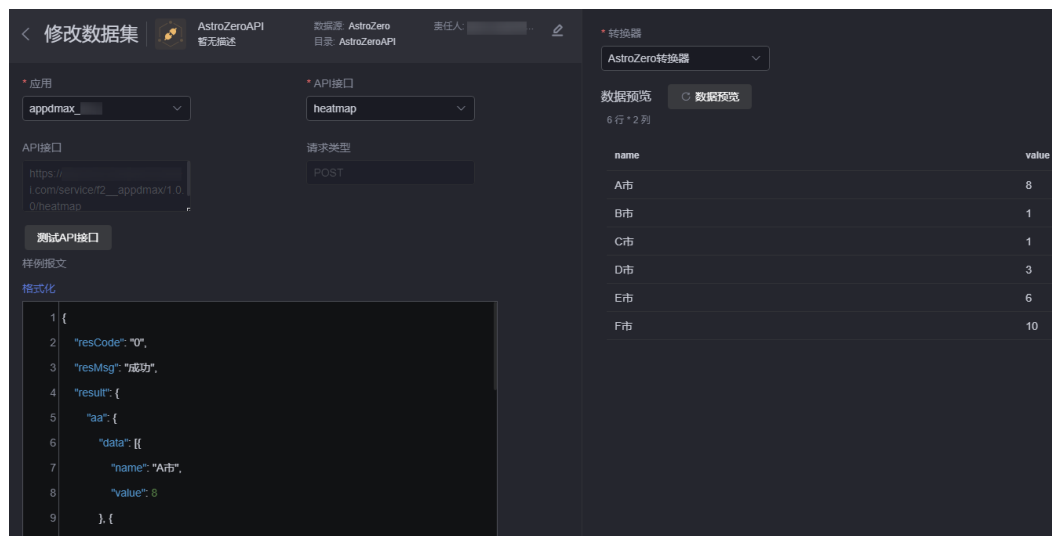 修改数据集
AstroZeroAPI
暂无描述
数据源: AstroZero
目录: AstroZeroAPI
责任人:
* 应用
appdmax_
* API接口
heatmap
API接口
https://
i.com/service/f2__appdmax/1.0.
0/heatmap
请求类型
POST
测试API接口
样例报文
格式化
1 {
2 "resCode": "0",
3 "resMsg": "成功",
4 "result": {
5 "aa": {
6 "data": [{
7 "name": "A市",
8 "value": 8
9 }, {
* 转换器
AstroZero转换器
数据预览
数据预览
6 行 * 2 列
name value
A市 8
B市 1
C市 1
D市 3
E市 6
F市 10